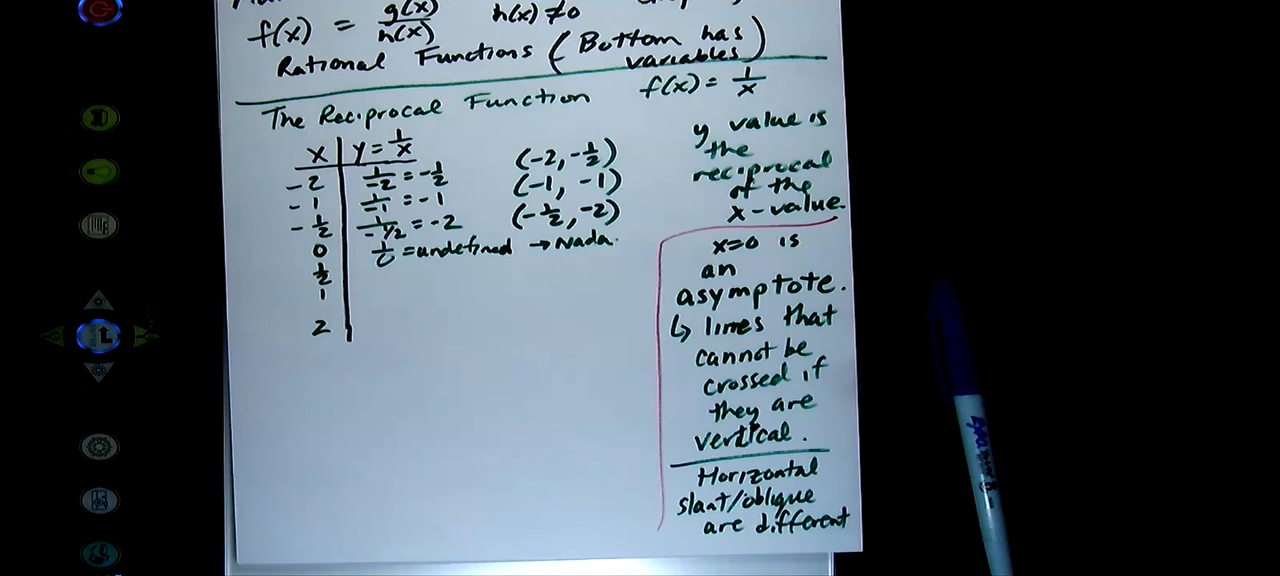 f(x) = g(x)/h(x) h(x) ≠ 0
Rational Functions (Bottom has variables)
The Reciprocal Function f(x) = 1/x
x | y = 1/x
-2 | 1/-2 = -1/2 (-2, -1/2)
-1 | 1/-1 = -1 (-1, -1)
-1/2 | 1/-1/2 = -2 (-1/2, -2)
0 | 1/0 = undefined → Nada.
1/2
1
2
y value is
the
reciprocal
of the
x-value.
x=0 is
an
asymptote.
↳ lines that
cannot be
crossed if
they are
vertical.
Horizontal
slant/oblique
are different